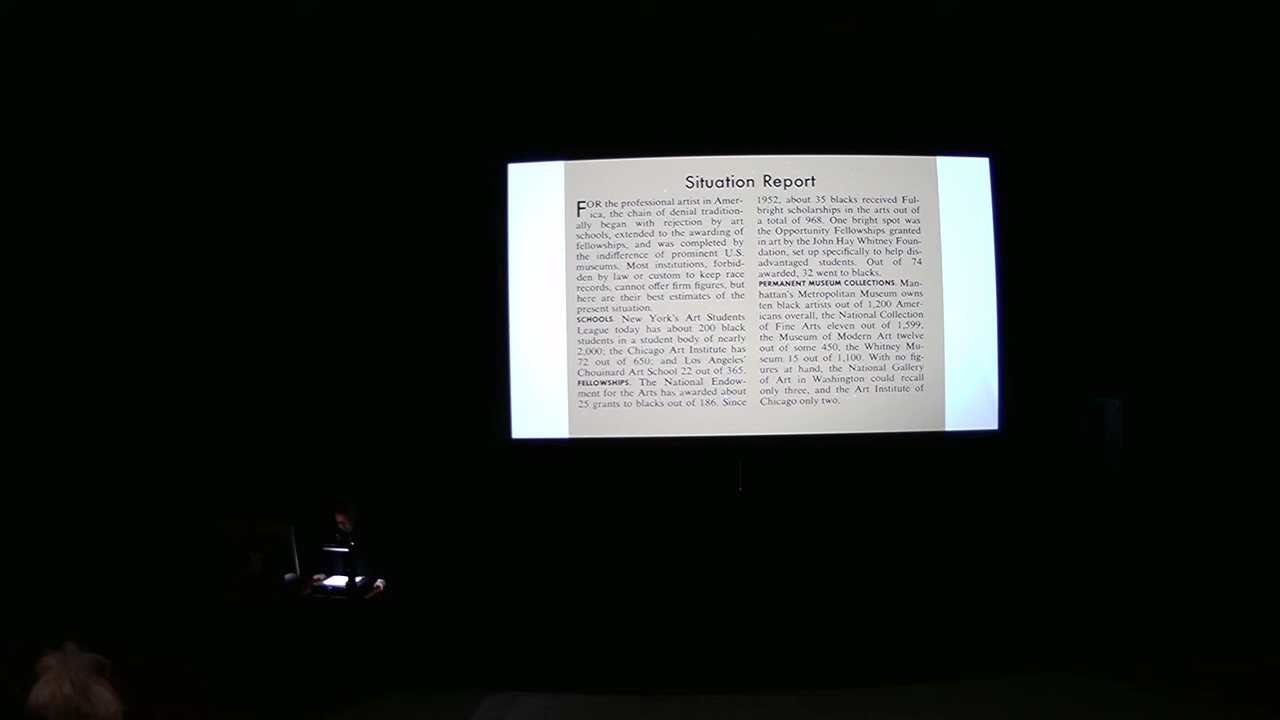 Situation Report
FOR the professional artist in Amer-
ica, the chain of denial tradition-
ally began with rejection by art
schools, extended to the awarding of
fellowships, and was completed by
the indifference of prominent U.S.
museums. Most institutions, forbid-
den by law or custom to keep race
records, cannot offer firm figures, but
here are their best estimates of the
present situation.
SCHOOLS. New York's Art Students
League today has about 200 black
students in a student body of nearly
2,000; the Chicago Art Institute has
72 out of 650; and Los Angeles'
Chouinard Art School 22 out of 365.
FELLOWSHIPS. The National Endow-
ment for the Arts has awarded about
25 grants to blacks out of 186. Since
1952, about 35 blacks received Ful-
bright scholarships in the arts out of
a total of 968. One bright spot was
the Opportunity Fellowships granted
in art by the John Hay Whitney Foun-
dation, set up specifically to help dis-
advantaged students. Out of 74
awarded, 32 went to blacks.
PERMANENT MUSEUM COLLECTIONS. Man-
hattan's Metropolitan Museum owns
ten black artists out of 1,200 Amer-
icans overall, the National Collection
of Fine Arts eleven out of 1,599,
the Museum of Modern Art twelve
out of some 450, the Whitney Mu-
seum 15 out of 1,100. With no fig-
ures at hand, the National Gallery
of Art in Washington could recall
only three, and the Art Institute of
Chicago only two.